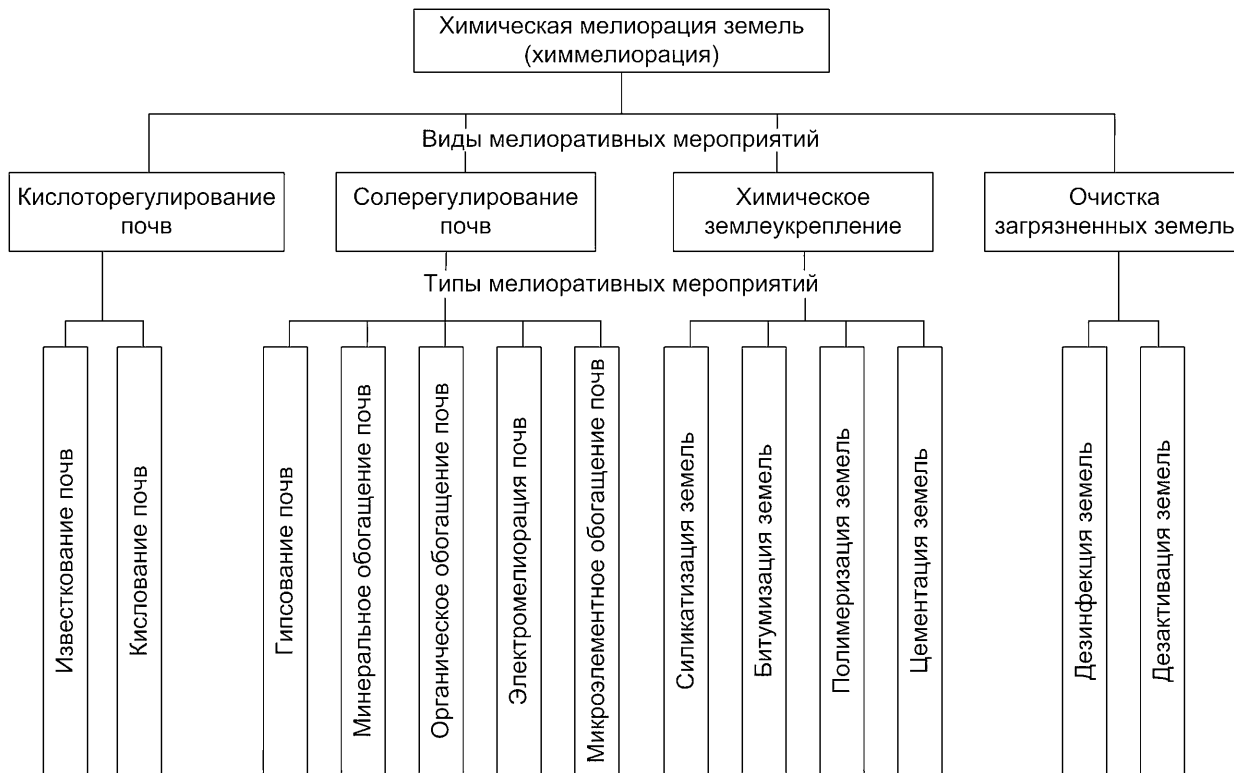 Химическая мелиорация земель
(химмелиорация)
Виды мелиоративных мероприятий
Кислоторегулирование
почв
Солерегулирование
почв
Химическое
землеукрепление
Очистка
загрязненных земель
Типы мелиоративных мероприятий
Известкование почв
Кислование почв
Гипсование почв
Минеральное обогащение почв
Органическое обогащение почв
Электромелиорация почв
Микроэлементное обогащение почв
Силикатизация земель
Битумизация земель
Полимеризация земель
Цементация земель
Дезинфекция земель
Дезактивация земель